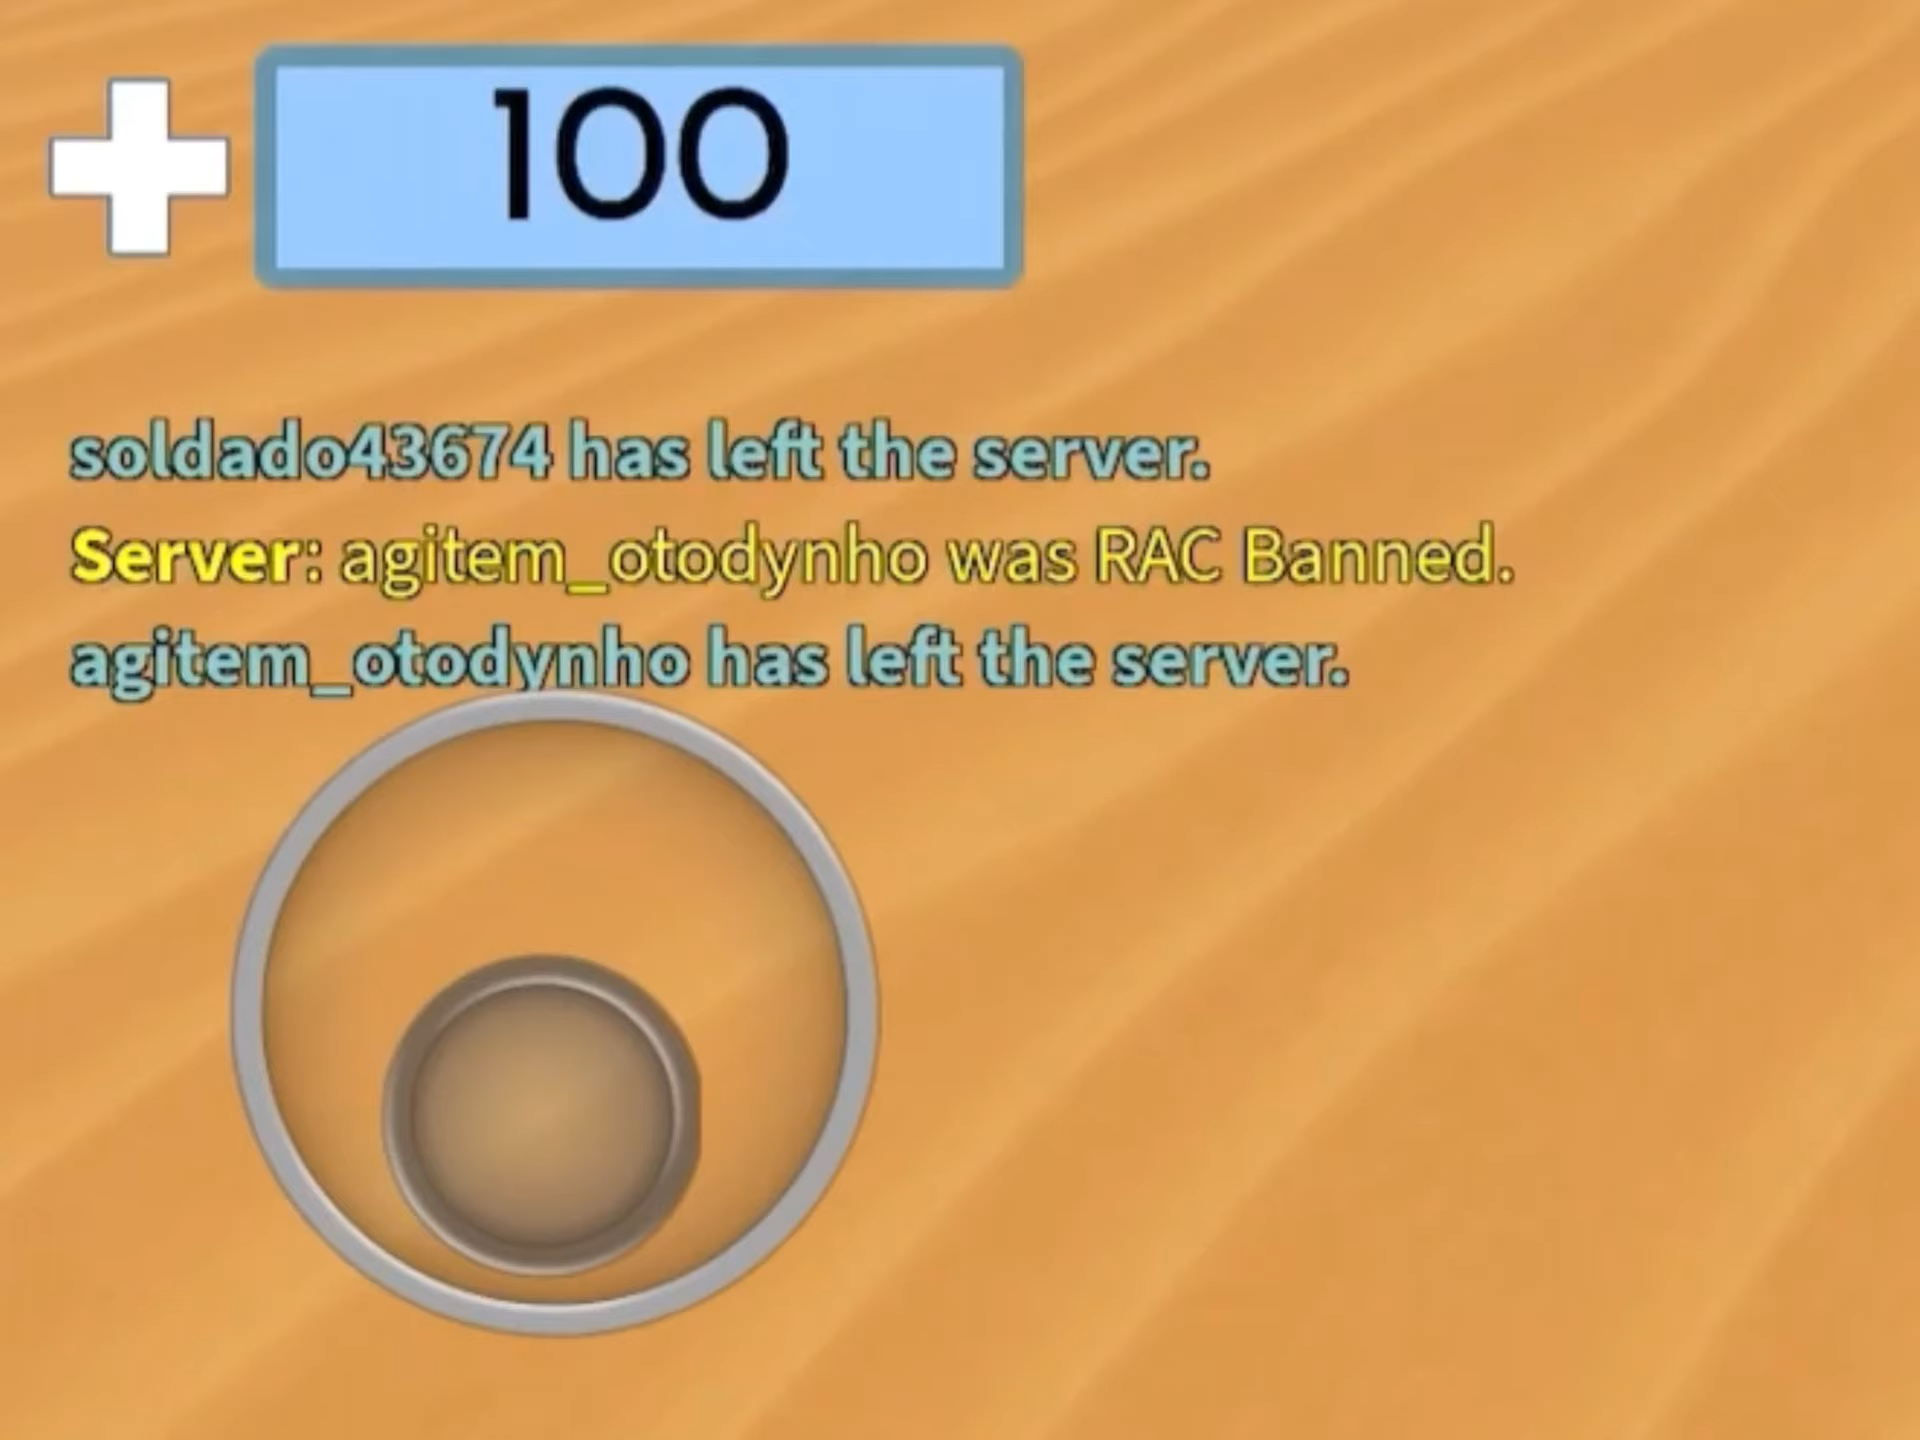 100
soldado43674 has left the server.
Server: agitem_otodynho was RAC Banned.
agitem_otodynho has left the server.